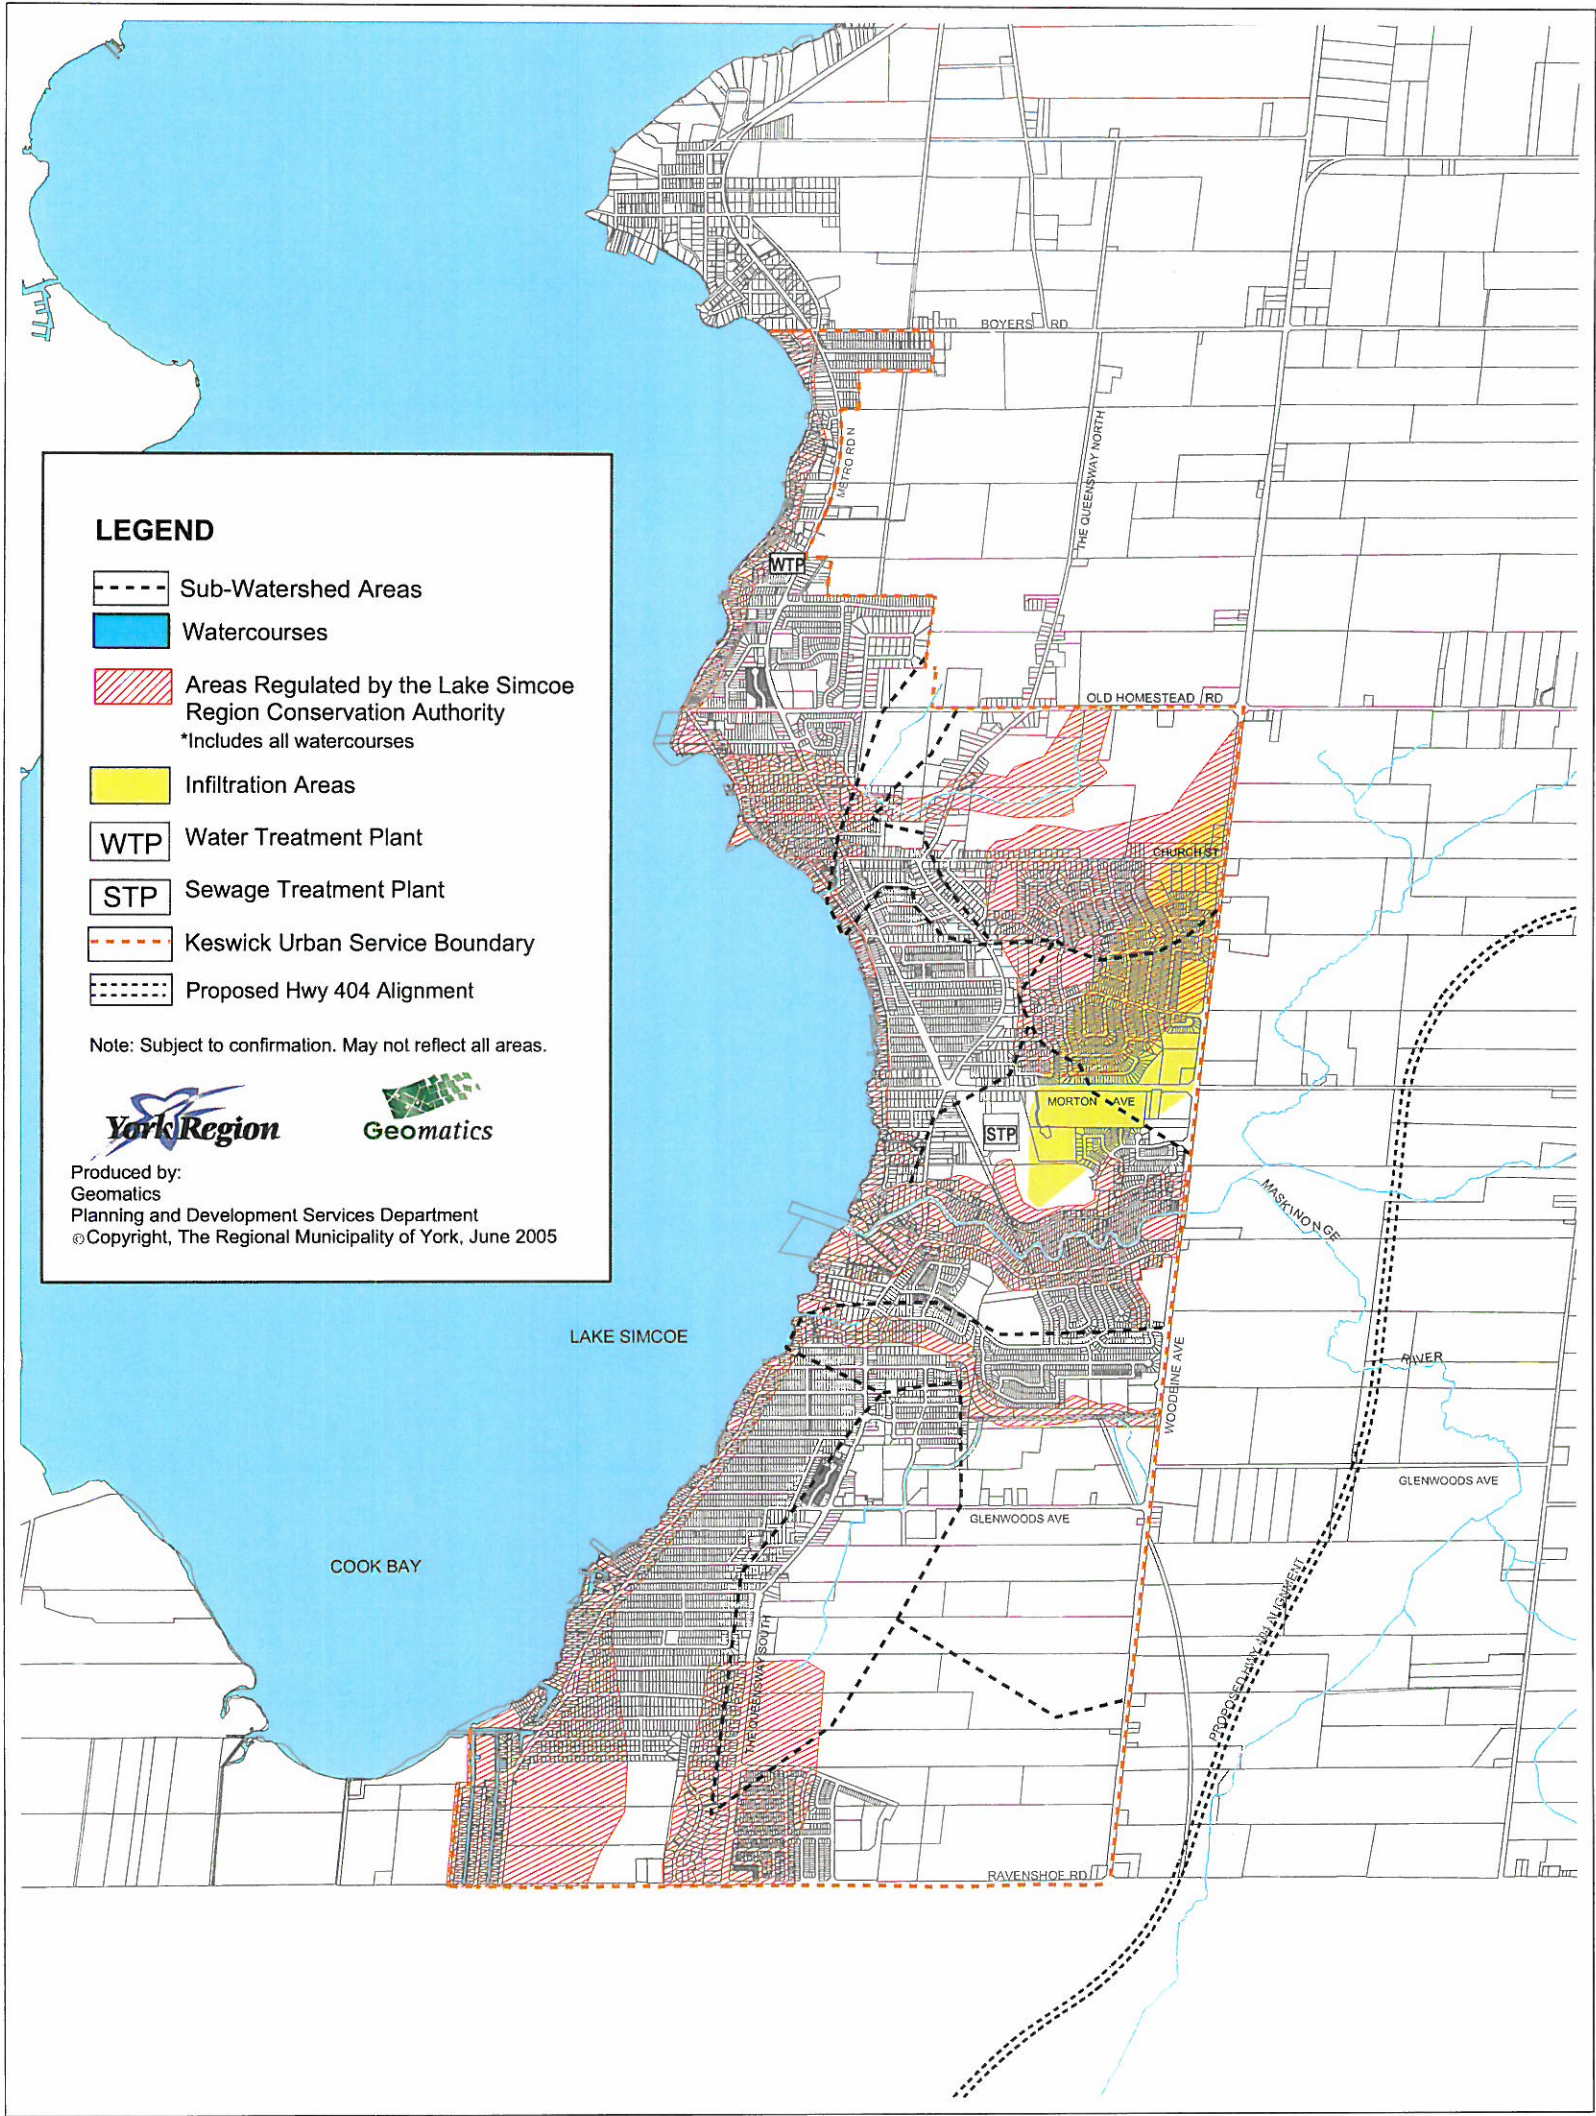 BOYERS RD
METRO RD N
THE QUEENSWAY NORTH
LEGEND
Sub-Watershed Areas
Watercourses
Areas Regulated by the Lake Simcoe
Region Conservation Authority
*Includes all watercourses
Infiltration Areas
WTP Water Treatment Plant
STP Sewage Treatment Plant
Keswick Urban Service Boundary
Proposed Hwy 404 Alignment
Note: Subject to confirmation. May not reflect all areas.
York Region
Geomatics
Produced by:
Geomatics
Planning and Development Services Department
©Copyright, The Regional Municipality of York, June 2005
WTP
OLD HOMESTEAD RD
CHURCH ST
MORTON AVE
STP
MASKINONGE
RIVER
LAKE SIMCOE
WOODBINE AVE
GLENWOODS AVE
GLENWOODS AVE
COOK BAY
THE QUEENSWAY SOUTH
PROPOSED HWY 404 ALIGNMENT
RAVENSHOE RD